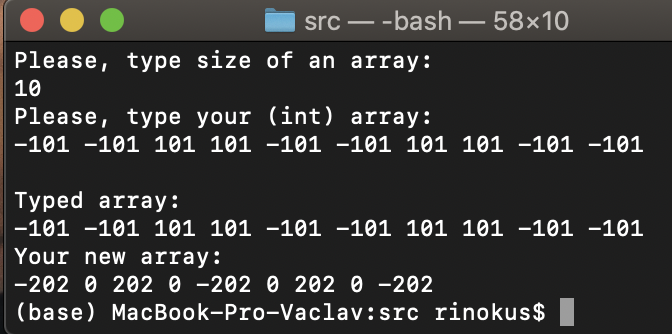 src — -bash — 58×10
Please, type size of an array:
10
Please, type your (int) array:
-101 -101 101 101 -101 -101 101 101 -101 -101
Typed array:
-101 -101 101 101 -101 -101 101 101 -101 -101
Your new array:
-202 0 202 0 -202 0 202 0 -202
(base) MacBook-Pro-Vaclav:src rinokus$